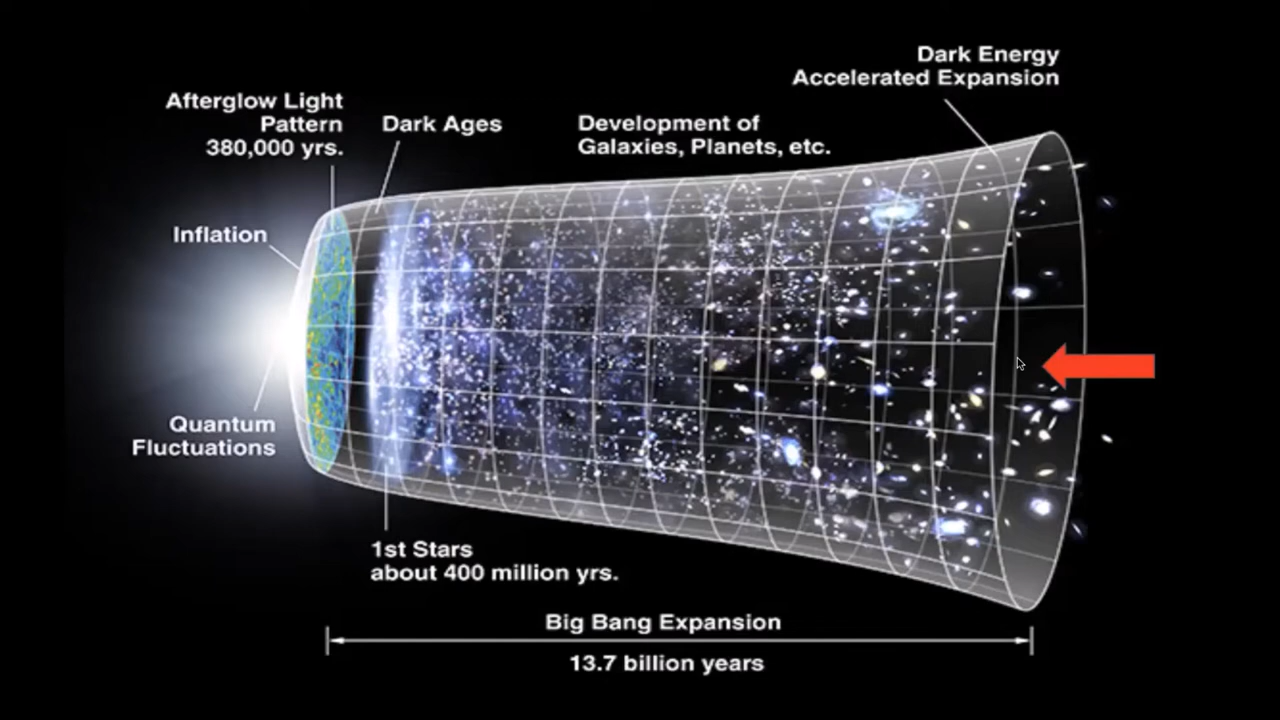 Dark Energy
Accelerated Expansion
Afterglow Light
Pattern
380,000 yrs.
Dark Ages
Development of
Galaxies, Planets, etc.
Inflation
Quantum
Fluctuations
1st Stars
about 400 million yrs.
Big Bang Expansion
13.7 billion years